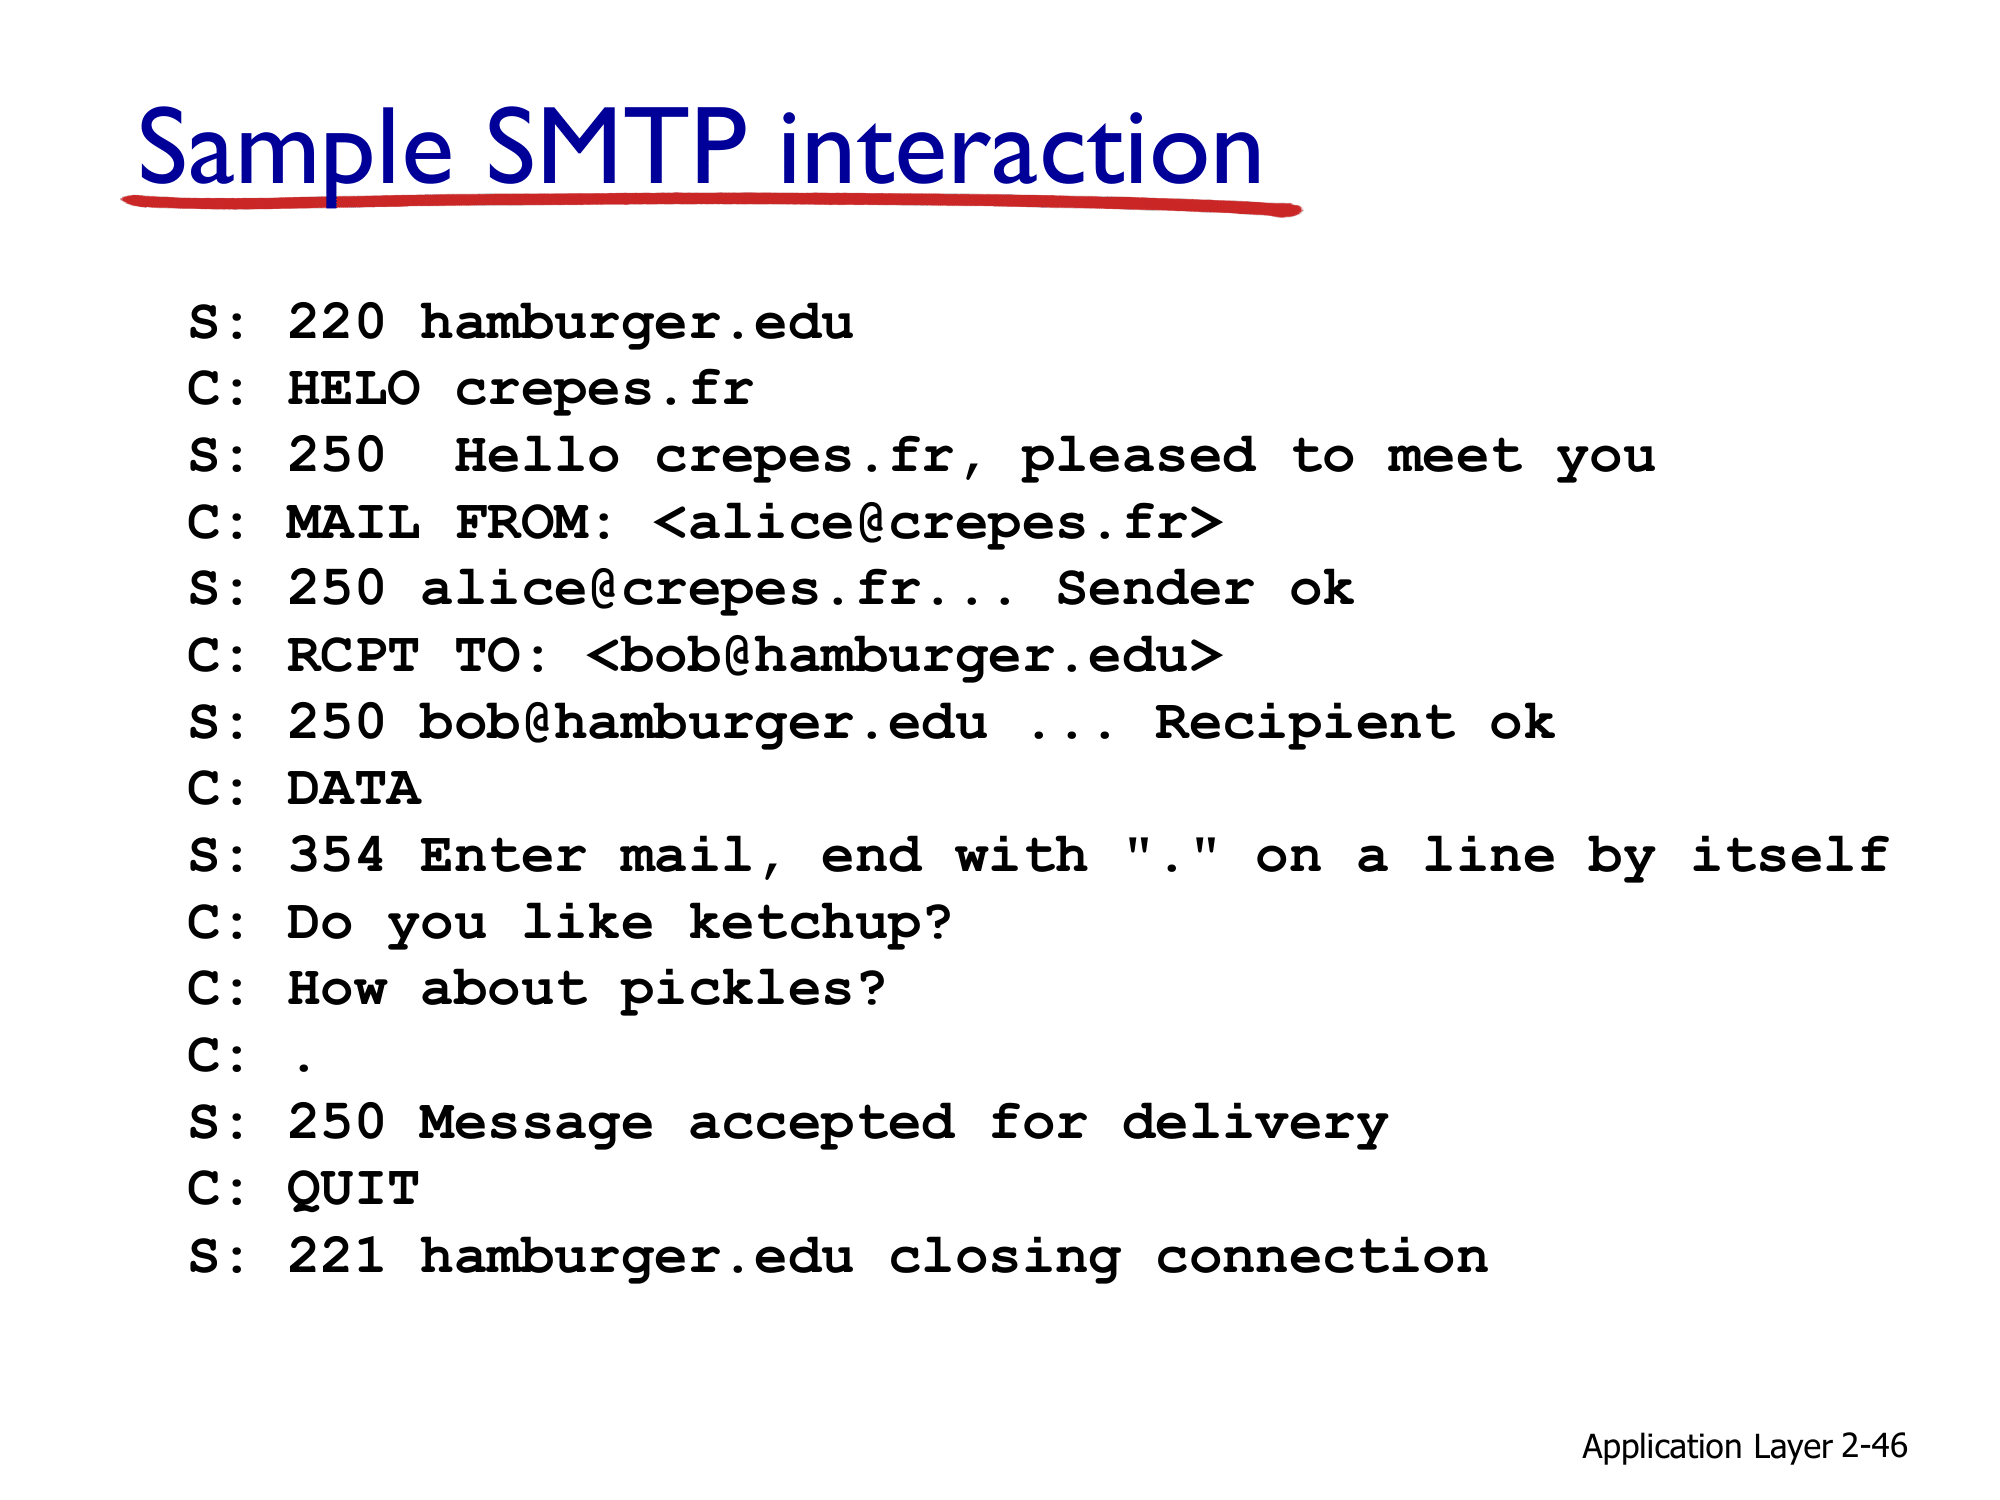 Sample SMTP interaction
S: 220 hamburger.edu
C: HELO crepes.fr
S: 250  Hello crepes.fr, pleased to meet you
C: MAIL FROM: <alice@crepes.fr>
S: 250 alice@crepes.fr... Sender ok
C: RCPT TO: <bob@hamburger.edu>
S: 250 bob@hamburger.edu ... Recipient ok
C: DATA
S: 354 Enter mail, end with "." on a line by itself
C: Do you like ketchup?
C: How about pickles?
C: .
S: 250 Message accepted for delivery
C: QUIT
S: 221 hamburger.edu closing connection
Application Layer 2-46